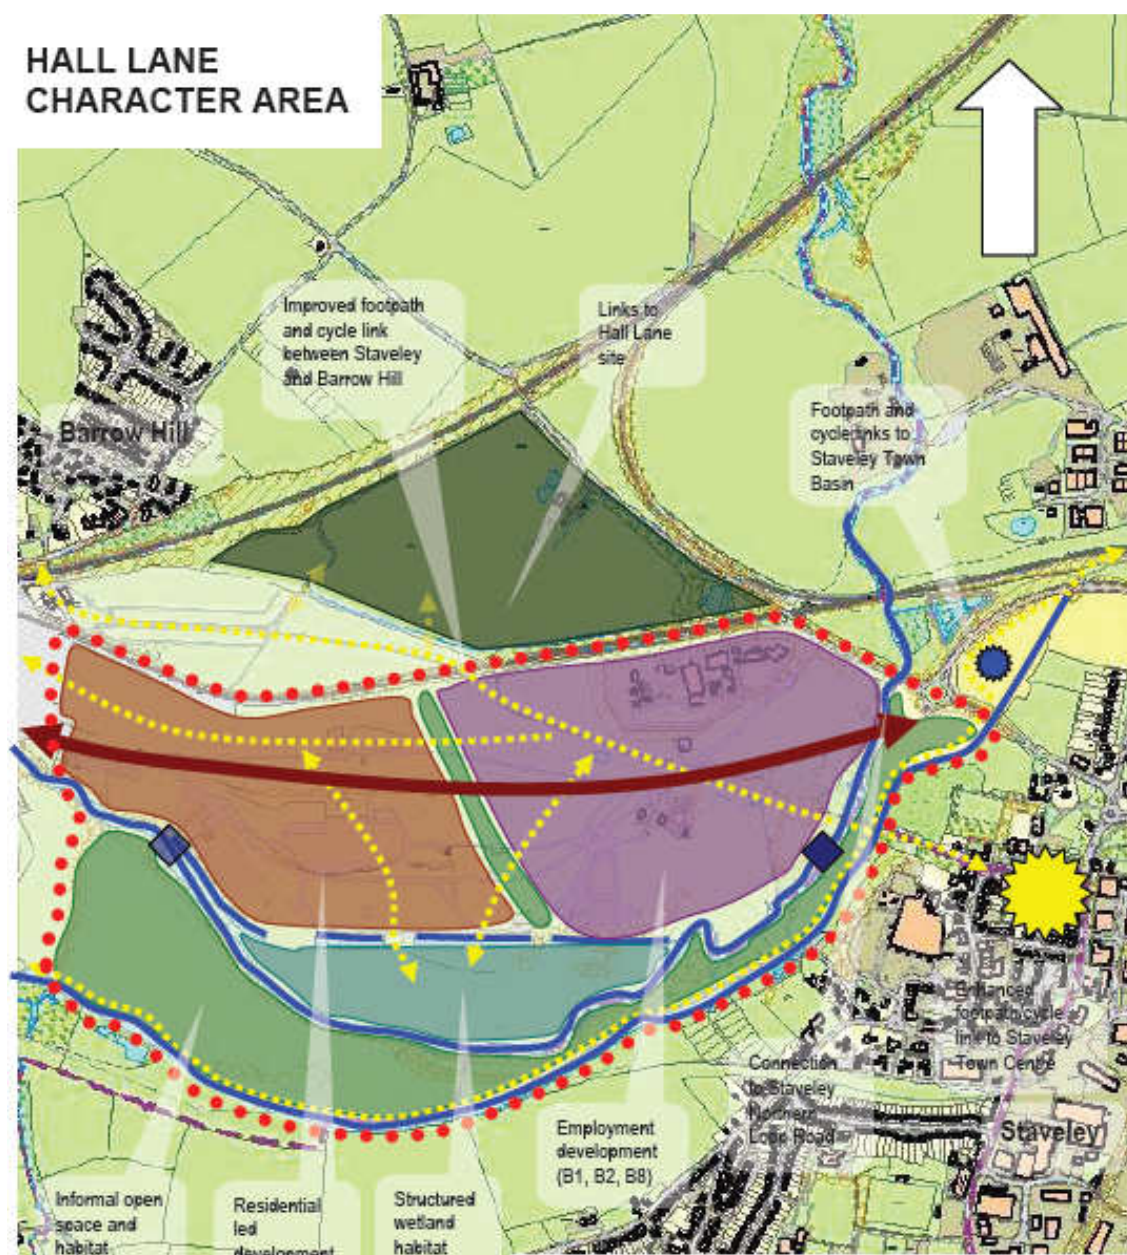 HALL LANE
CHARACTER AREA
Improved footpath
and cycle link
between Staveley
and Barrow Hill
Links to
Hall Lane
site
Barrow Hill
Footpath and
cycle links to
Staveley Town
Basin
Enhanced
footpath/cycle
link to Staveley
Town Centre
Connection
to Staveley
Northern
Loop Road
Staveley
Employment
development
(B1, B2, B8)
Informal open
space and
habitat
Residential
led
development
Structured
wetland
habitat